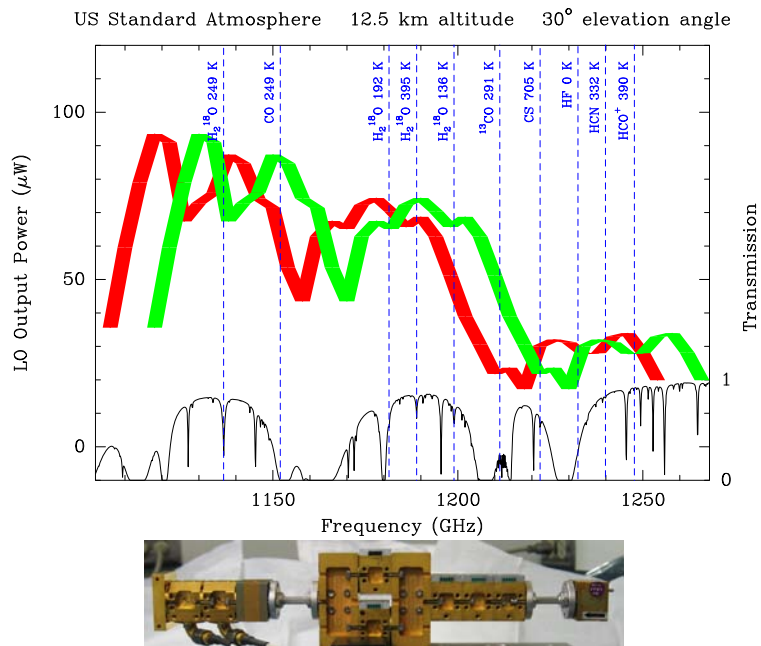 US Standard Atmosphere 12.5 km altitude 30° elevation angle
H₂¹⁸O 249 K
CO 249 K
H₂¹⁸O 192 K
H₂¹⁸O 395 K
H₂¹⁸O 136 K
¹³CO 291 K
CS 705 K
HF 0 K
HCN 332 K
HCO⁺ 390 K
LO Output Power (μW)
100
50
0
Transmission
1
0
1150
1200
1250
Frequency (GHz)